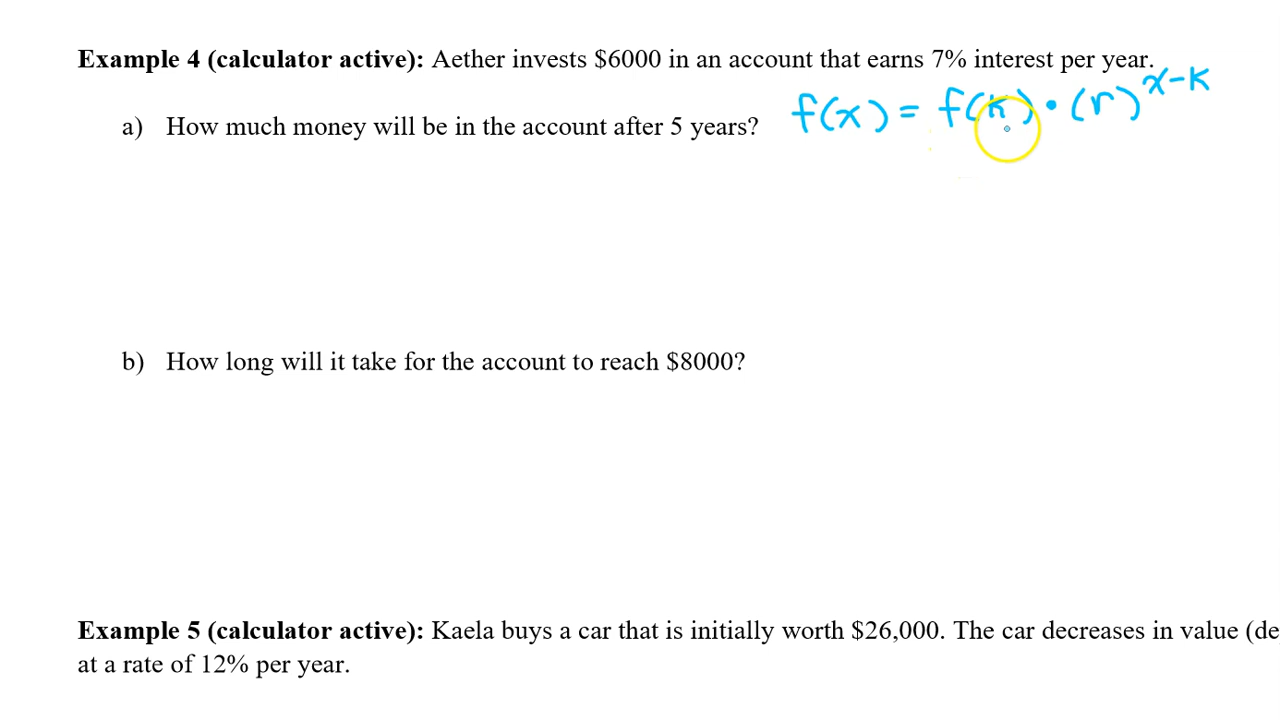 Example 4 (calculator active): Aether invests $6000 in an account that earns 7% interest per year.
a) How much money will be in the account after 5 years?
f(x) = f(k) • (r)^{x-k}
b) How long will it take for the account to reach $8000?
Example 5 (calculator active): Kaela buys a car that is initially worth $26,000. The car decreases in value (de
at a rate of 12% per year.